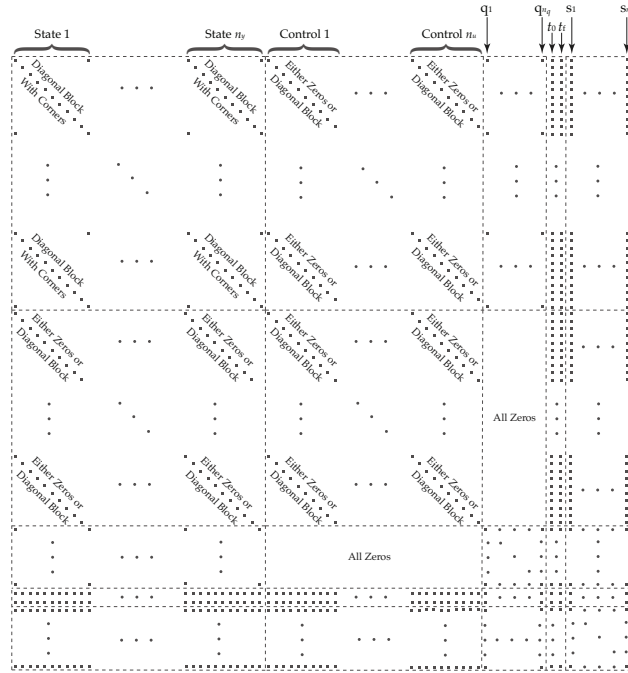 q₁ q_{n_q} s₁ s
t₀ t_f
State 1 State n_y Control 1 Control n_u
Diagonal Block
With Corners
Diagonal Block
With Corners
Either Zeros or
Diagonal Block
Either Zeros or
Diagonal Block
Diagonal Block
With Corners
Diagonal Block
With Corners
Either Zeros or
Diagonal Block
Either Zeros or
Diagonal Block
Either Zeros or
Diagonal Block
Either Zeros or
Diagonal Block
Either Zeros or
Diagonal Block
Either Zeros or
Diagonal Block
All Zeros
Either Zeros or
Diagonal Block
Either Zeros or
Diagonal Block
Either Zeros or
Diagonal Block
Either Zeros or
Diagonal Block
All Zeros